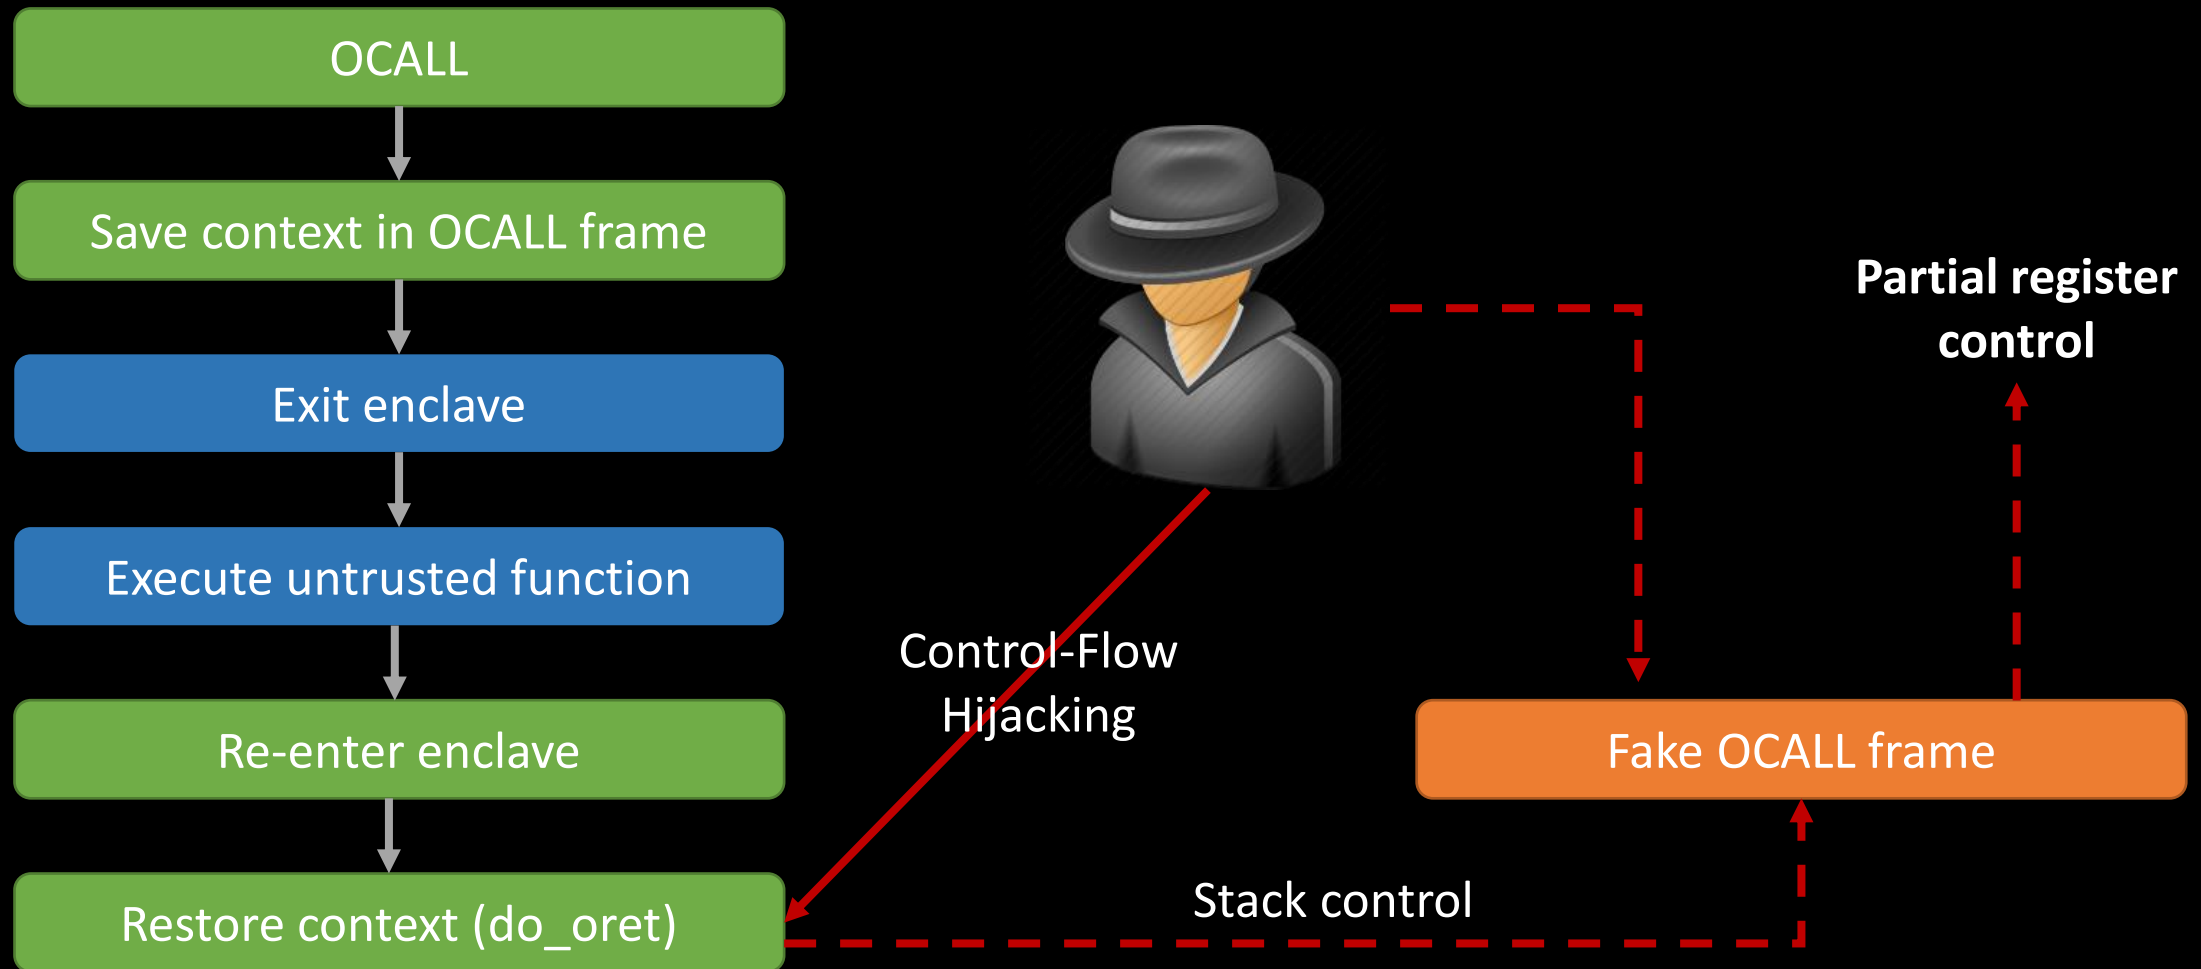 OCALL
Save context in OCALL frame
Exit enclave
Execute untrusted function
Re-enter enclave
Restore context (do_oret)
Control-Flow
Hijacking
Stack control
Partial register
control
Fake OCALL frame